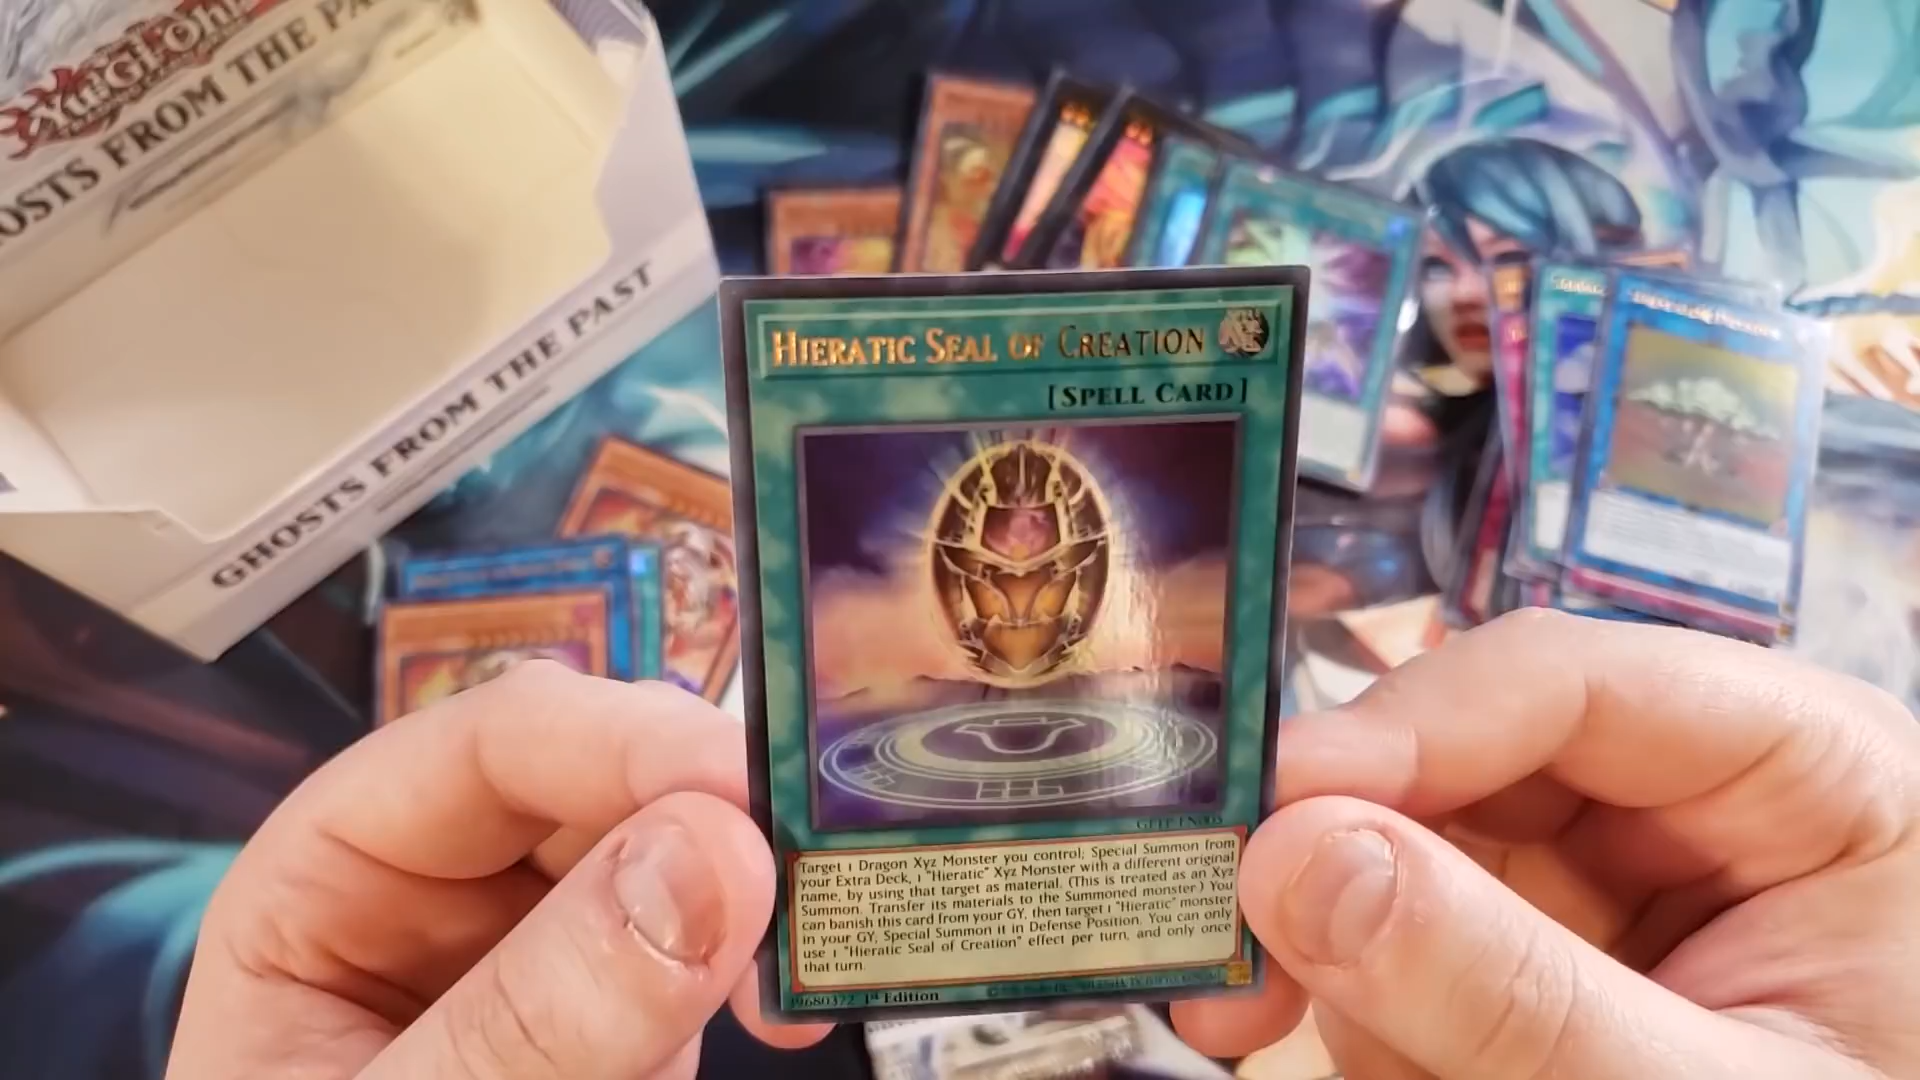 Yu-Gi-Oh!
GHOSTS FROM THE PAST
GHOSTS FROM THE PAST
HIERATIC SEAL OF CREATION
[SPELL CARD]
Target 1 Dragon Xyz Monster you control; Special Summon from
your Extra Deck, 1 "Hieratic" Xyz Monster with a different original
name, by using that target as material. (This is treated as an Xyz
Summon. Transfer its materials to the Summoned monster.) You
can banish this card from your GY, then target 1 "Hieratic" monster
in your GY; Special Summon it in Defense Position. You can only
use 1 "Hieratic Seal of Creation" effect per turn, and only once
that turn.
1st Edition